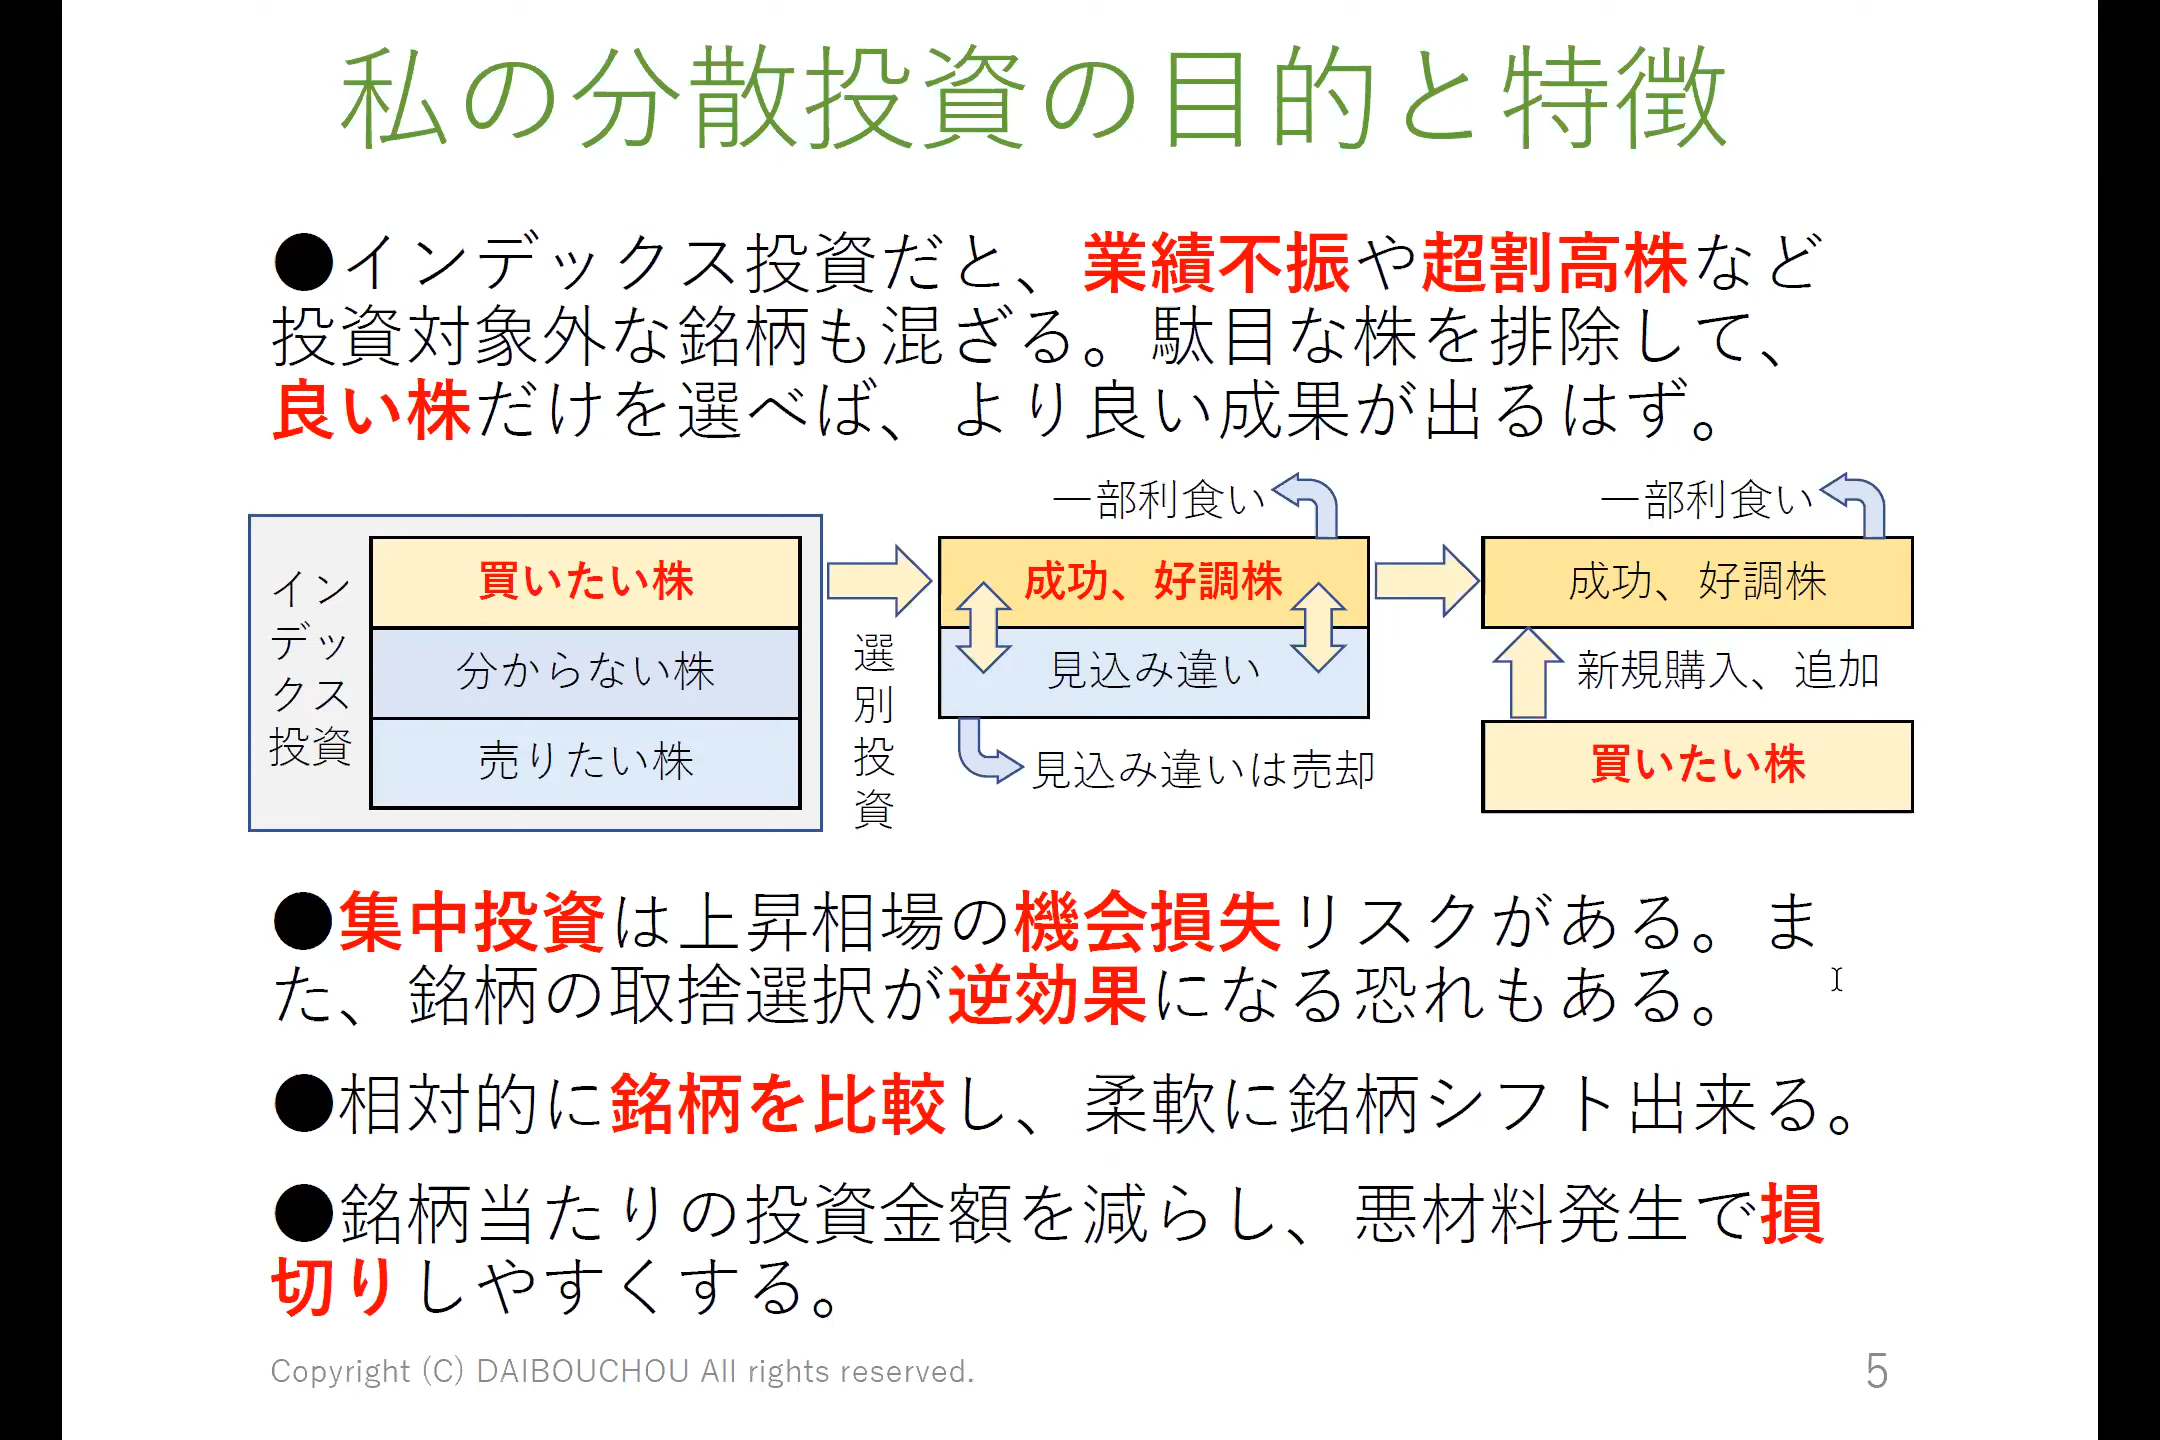 私の分散投資の目的と特徴
●インデックス投資だと、業績不振や超割高株など
投資対象外な銘柄も混ざる。駄目な株を排除して、
良い株だけを選べば、より良い成果が出るはず。
イン
デッ
クス
投資
買いたい株
分からない株
売りたい株
選
別
投
資
一部利食い
成功、好調株
見込み違い
見込み違いは売却
一部利食い
成功、好調株
新規購入、追加
買いたい株
●集中投資は上昇相場の機会損失リスクがある。ま
た、銘柄の取捨選択が逆効果になる恐れもある。
●相対的に銘柄を比較し、柔軟に銘柄シフト出来る。
●銘柄当たりの投資金額を減らし、悪材料発生で損
切りしやすくする。
Copyright (C) DAIBOUCHOU All rights reserved.
5